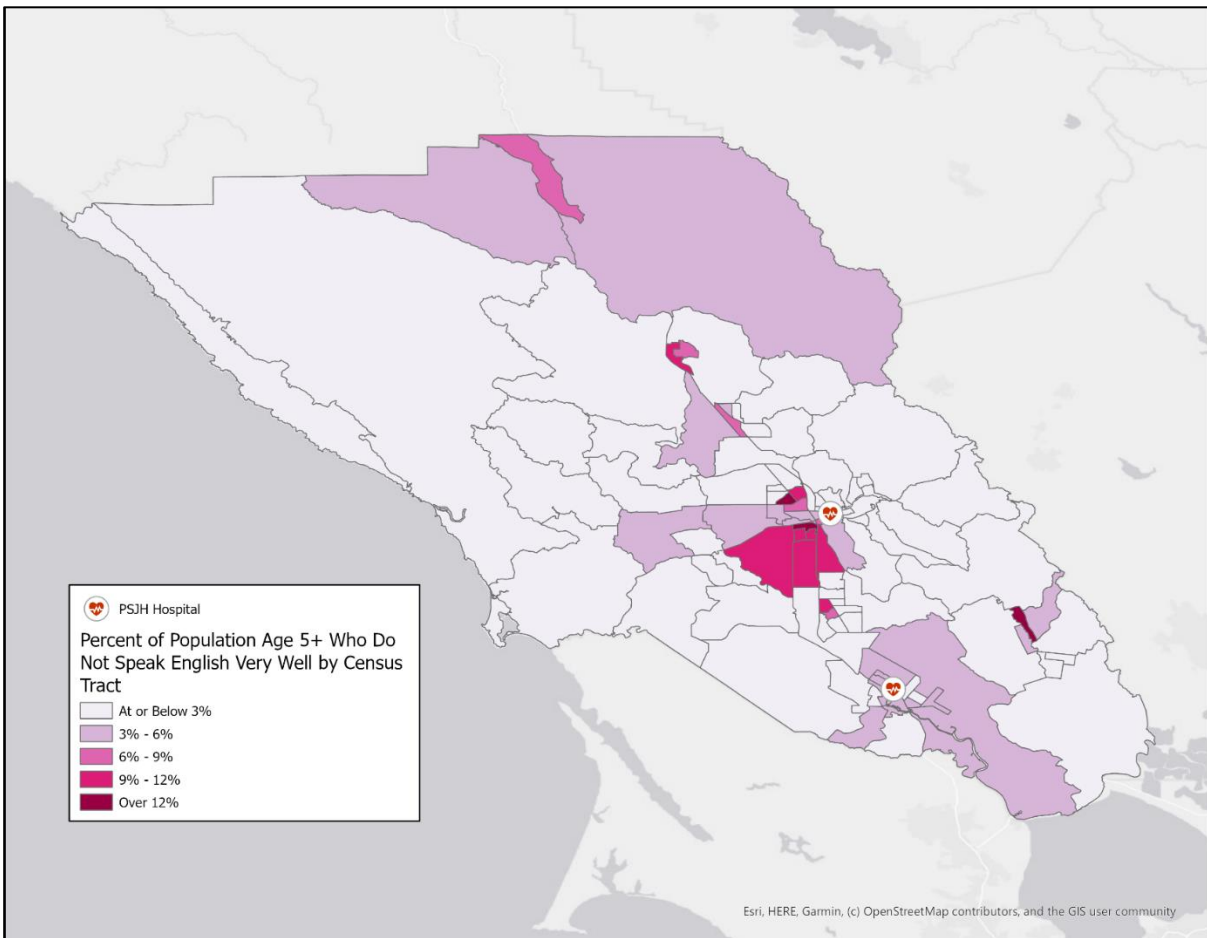 PSJH Hospital
Percent of Population Age 5+ Who Do
Not Speak English Very Well by Census
Tract
At or Below 3%
3% - 6%
6% - 9%
9% - 12%
Over 12%
Esri, HERE, Garmin, (c) OpenStreetMap contributors, and the GIS user community